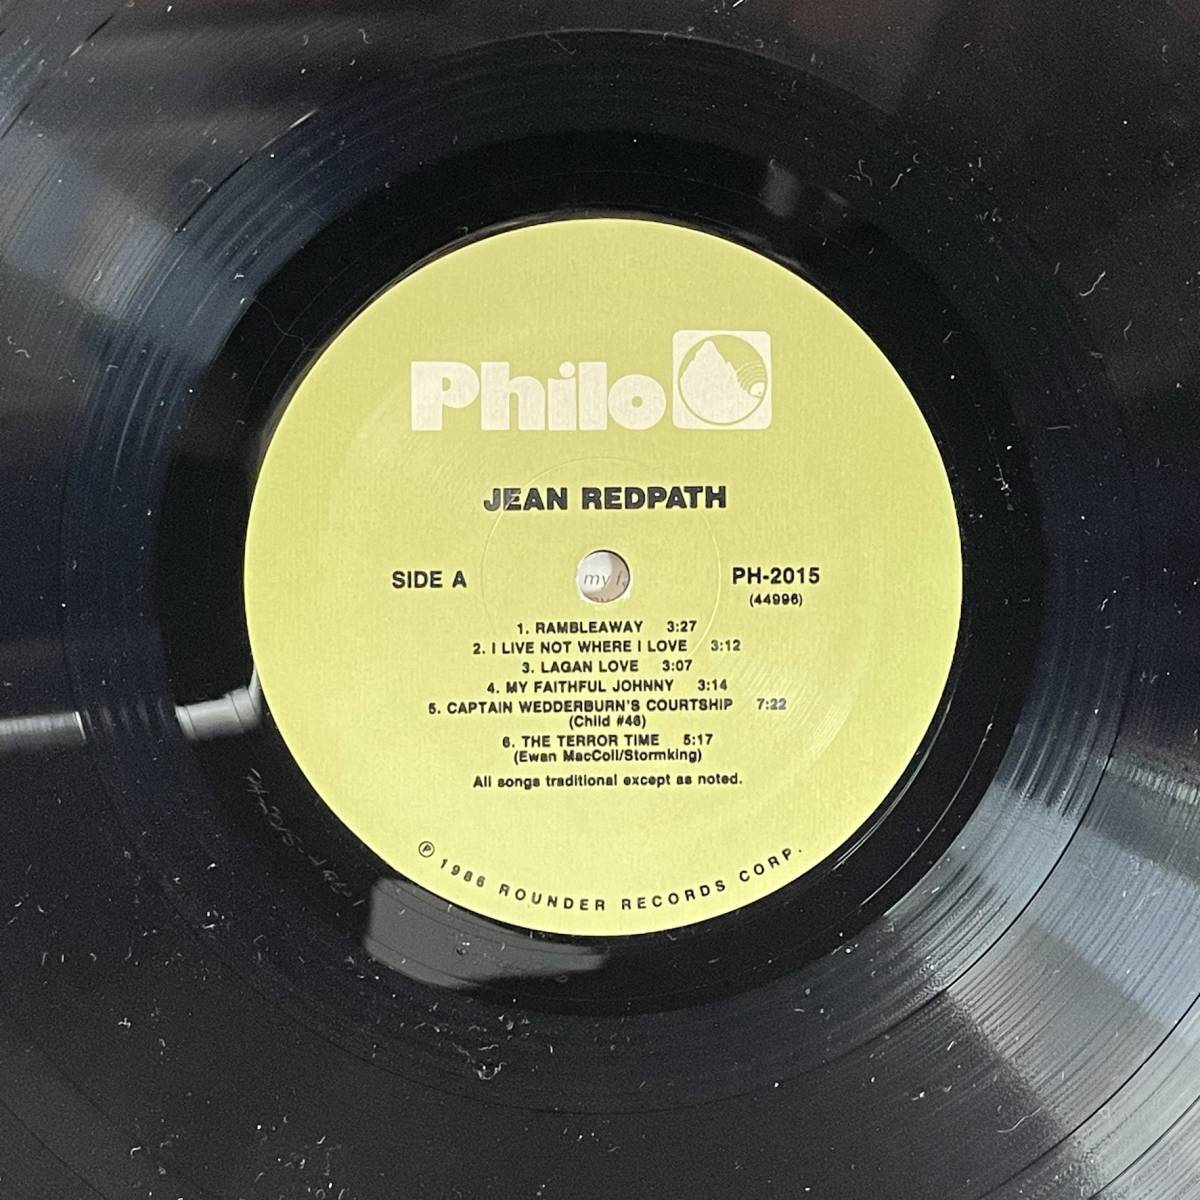 Philo
JEAN REDPATH
SIDE A
PH-2015
(44996)
my f
1. RAMBLEAWAY 3:27
2. I LIVE NOT WHERE I LOVE 3:12
3. LAGAN LOVE 3:07
4. MY FAITHFUL JOHNNY 3:14
5. CAPTAIN WEDDERBURN'S COURTSHIP 7:22
(Child #46)
6. THE TERROR TIME 5:17
(Ewan MacColl/Stormking)
All songs traditional except as noted.
℗ 1986 ROUNDER RECORDS CORP.